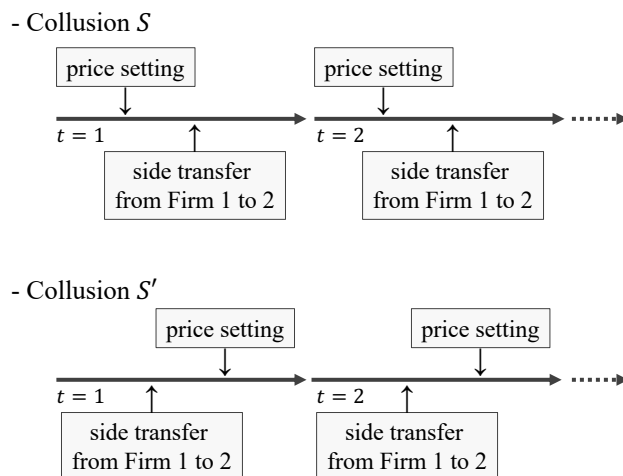 - Collusion S
price setting
price setting
t = 1
t = 2
side transfer
from Firm 1 to 2
side transfer
from Firm 1 to 2
- Collusion S′
price setting
price setting
t = 1
t = 2
side transfer
from Firm 1 to 2
side transfer
from Firm 1 to 2